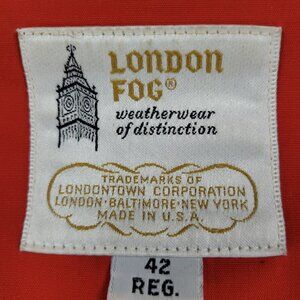 LONDON
FOG®
weatherwear
of distinction
TRADEMARKS OF
LONDONTOWN CORPORATION
LONDON·BALTIMORE·NEW YORK
MADE IN U.S.A.
42
REG.